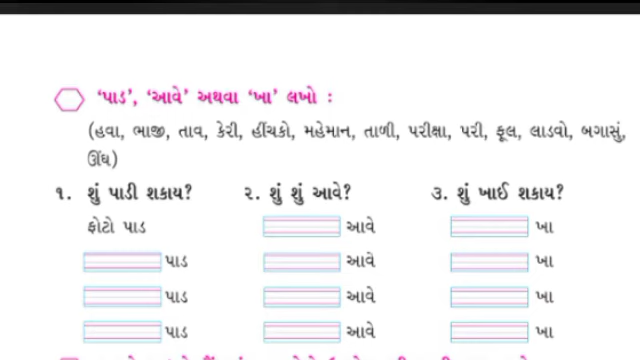 ‘પાડ’, ‘આવે’ અથવા ‘ખા’ લખો :
(હવા, ભાજી, તાવ, કેરી, હીંચકો, મહેમાન, તાળી, પરીક્ષા, પરી, ફૂલ, લાડવો, બગાસું,
ઊંઘ)
૧. શું પાડી શકાય? ૨. શું શું આવે? ૩. શું ખાઈ શકાય?
ફોટો પાડ આવે ખા
પાડ આવે ખા
પાડ આવે ખા
પાડ આવે ખા